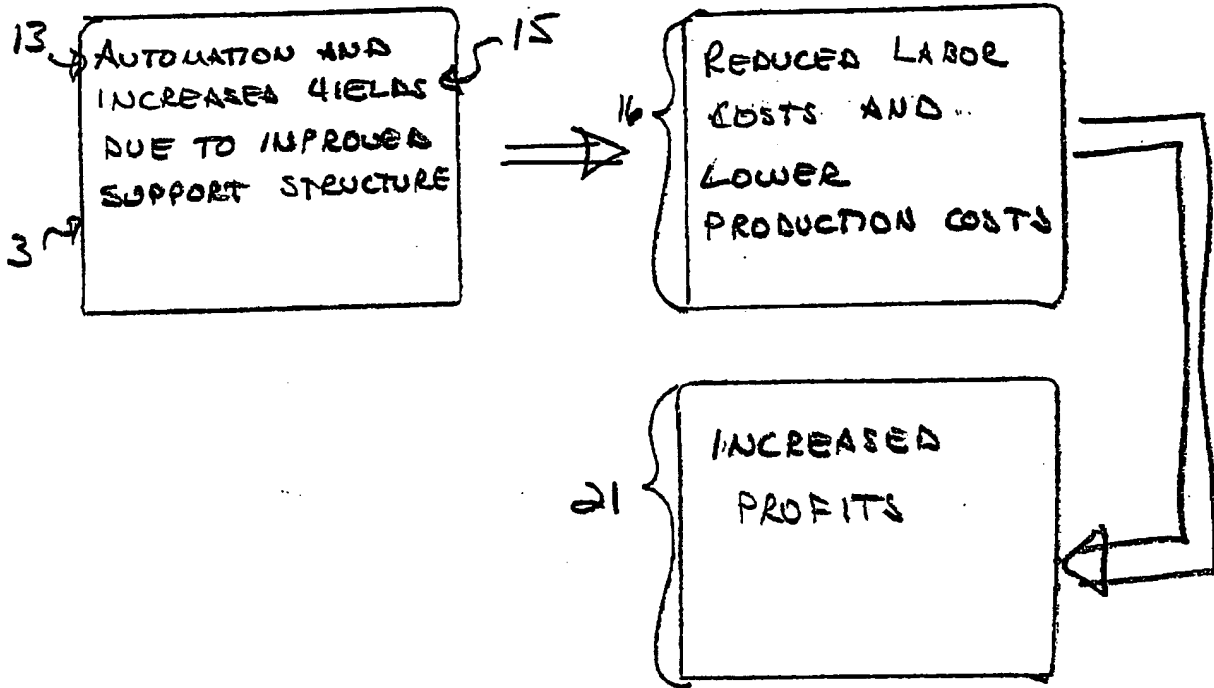 13
AUTOMATION AND
15
INCREASED YIELDS
DUE TO IMPROVED
SUPPORT STRUCTURE
3
16
REDUCED LABOR
COSTS AND
LOWER
PRODUCTION COSTS
21
INCREASED
PROFITS